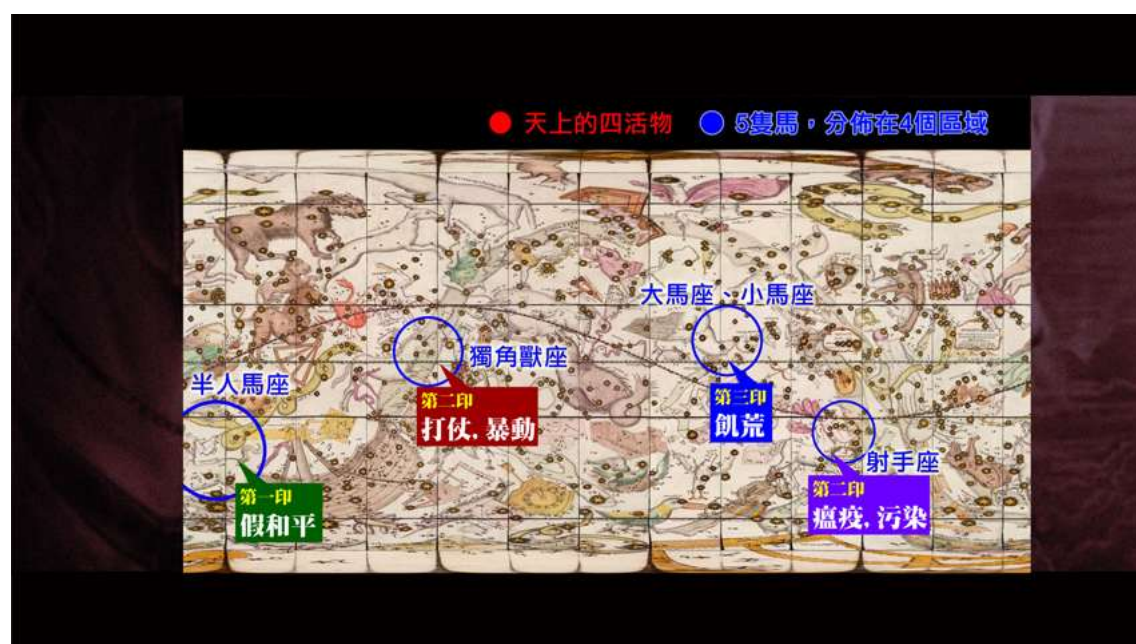 天上的四活物
5隻馬，分佈在4個區域
大馬座、小馬座
獨角獸座
半人馬座
第二印
打仗. 暴動
第三印
飢荒
射手座
第一印
假和平
第二印
瘟疫. 污染